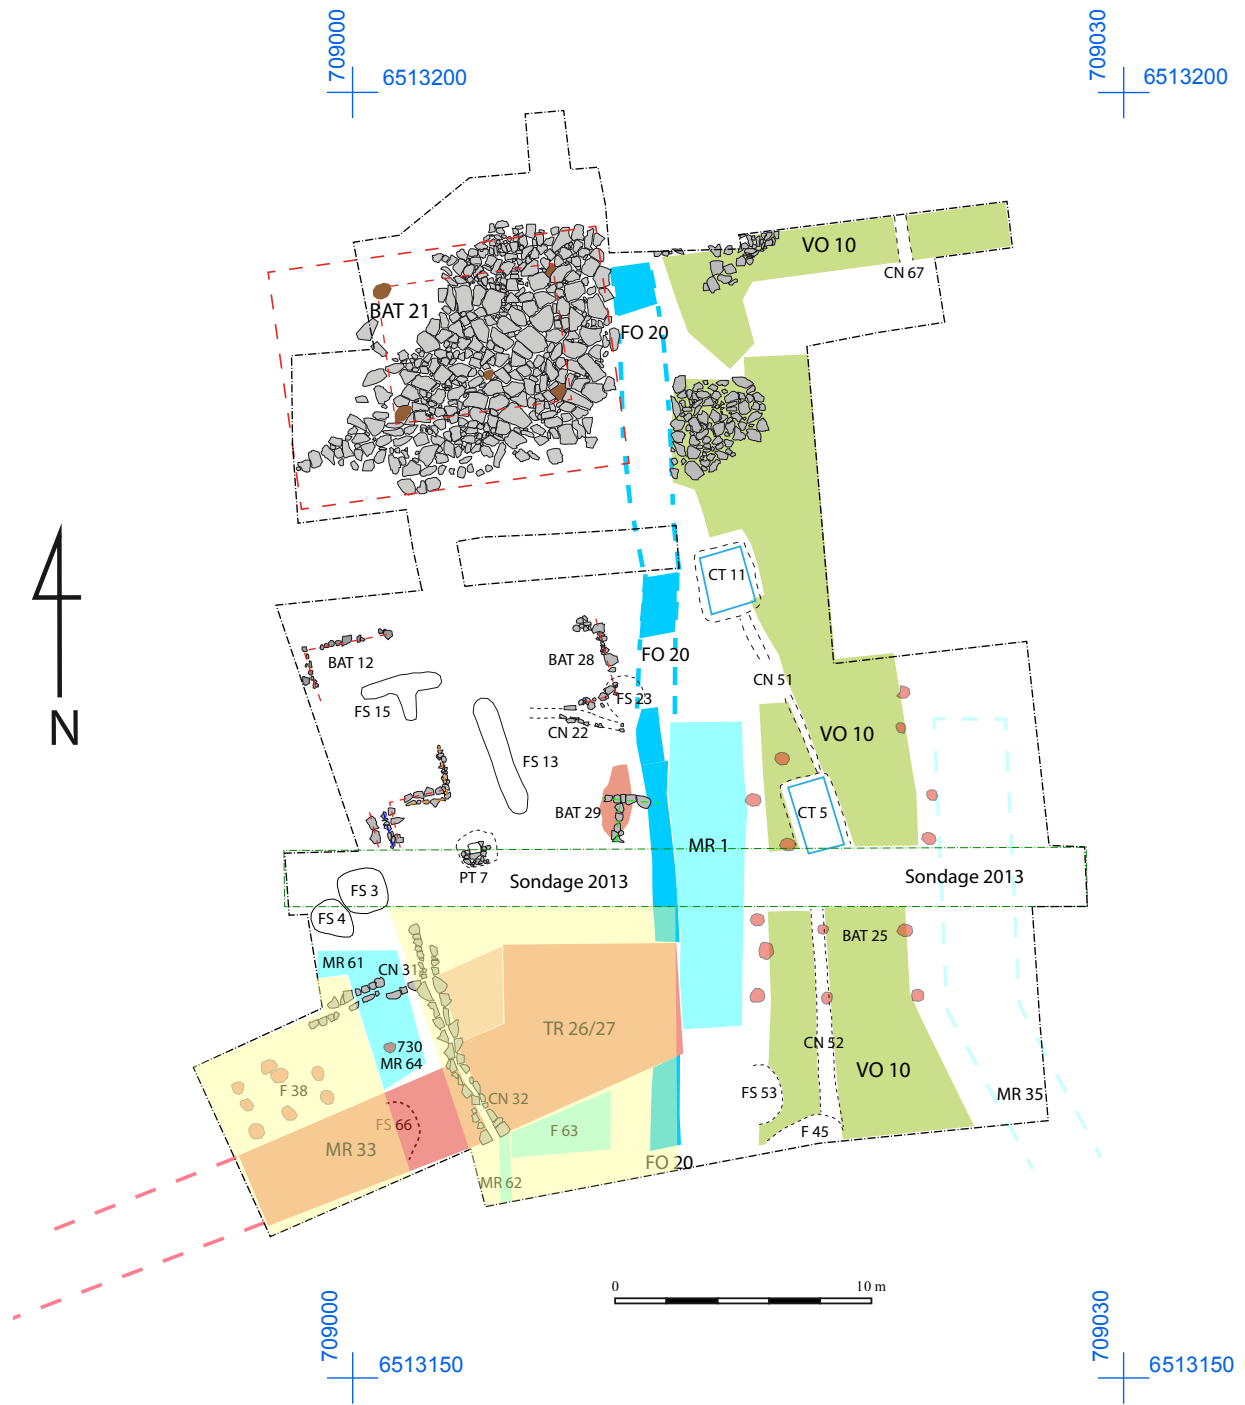 709000
6513200
709030
6513200
VO 10
CN 67
BAT 21
FO 20
CT 11
BAT 12
BAT 28
FO 20
CN 51
FS 23
FS 15
CN 22
VO 10
FS 13
BAT 29
CT 5
MR 1
PT 7
Sondage 2013
Sondage 2013
FS 3
FS 4
BAT 25
MR 61
CN 31
TR 26/27
730
MR 64
CN 52
VO 10
F 38
FS 53
MR 35
CN 32
FS 66
F 63
F 45
MR 33
FO 20
MR 62
N
0
10 m
709000
6513150
709030
6513150